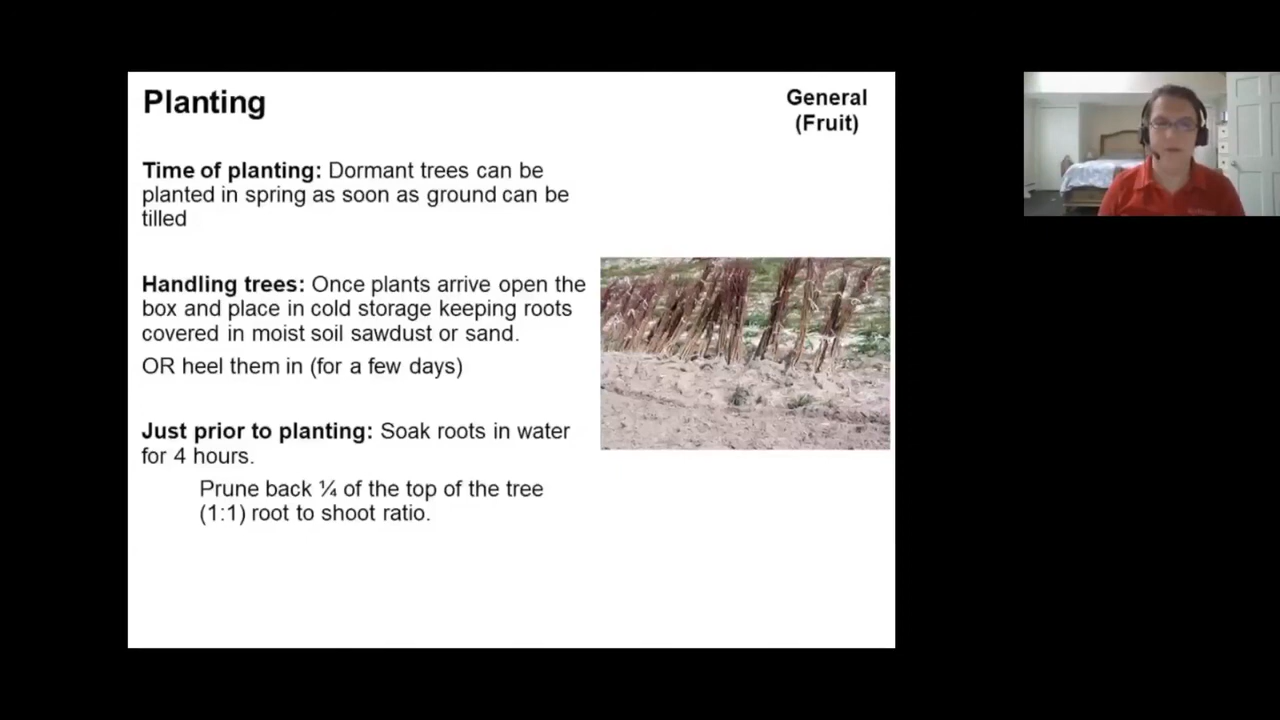 Planting
General
(Fruit)
Time of planting: Dormant trees can be
planted in spring as soon as ground can be
tilled
Handling trees: Once plants arrive open the
box and place in cold storage keeping roots
covered in moist soil sawdust or sand.
OR heel them in (for a few days)
Just prior to planting: Soak roots in water
for 4 hours.
Prune back ¼ of the top of the tree
(1:1) root to shoot ratio.